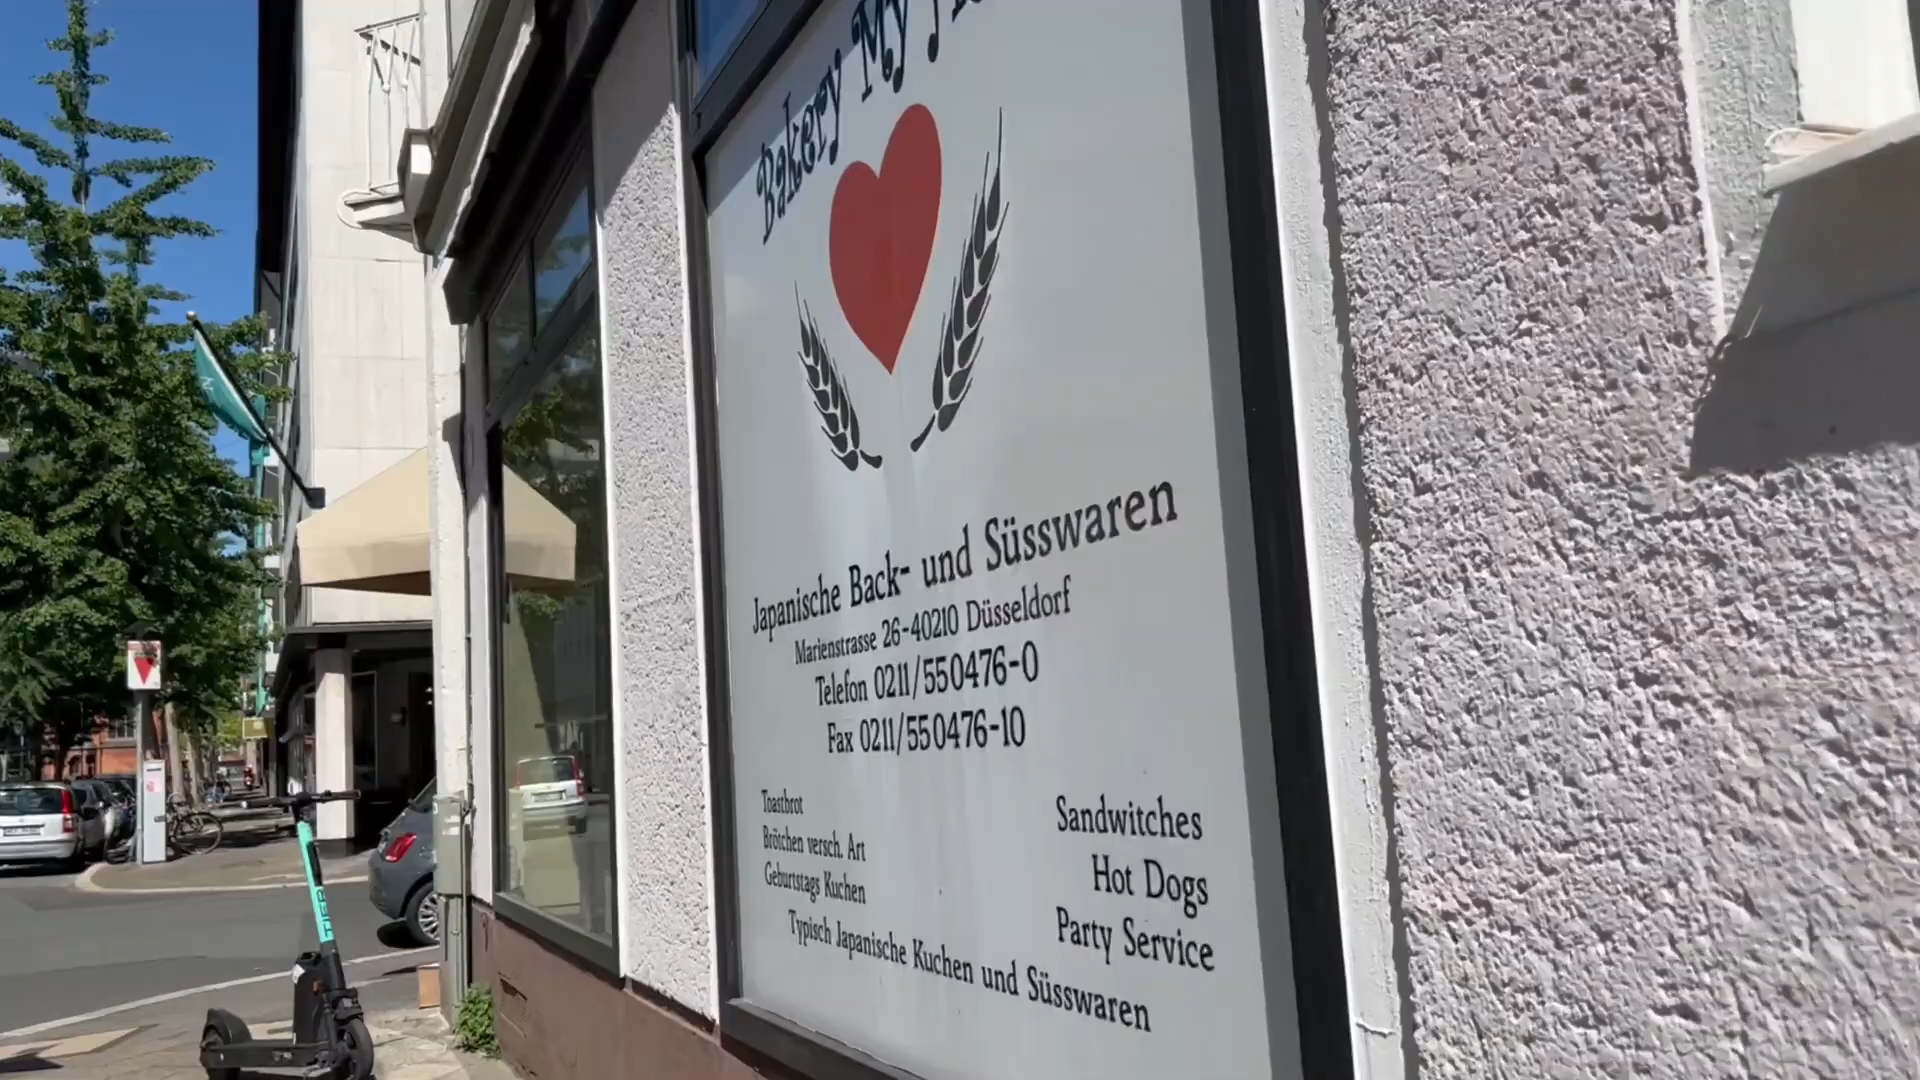 Bakery My
Japanische Back- und Süsswaren
Marienstrasse 26-40210 Düsseldorf
Telefon 0211/550476-0
Fax 0211/550476-10
Toastbrot
Brötchen versch. Art
Geburtstags Kuchen
Sandwitches
Hot Dogs
Party Service
Typisch Japanische Kuchen und Süsswaren
TIER